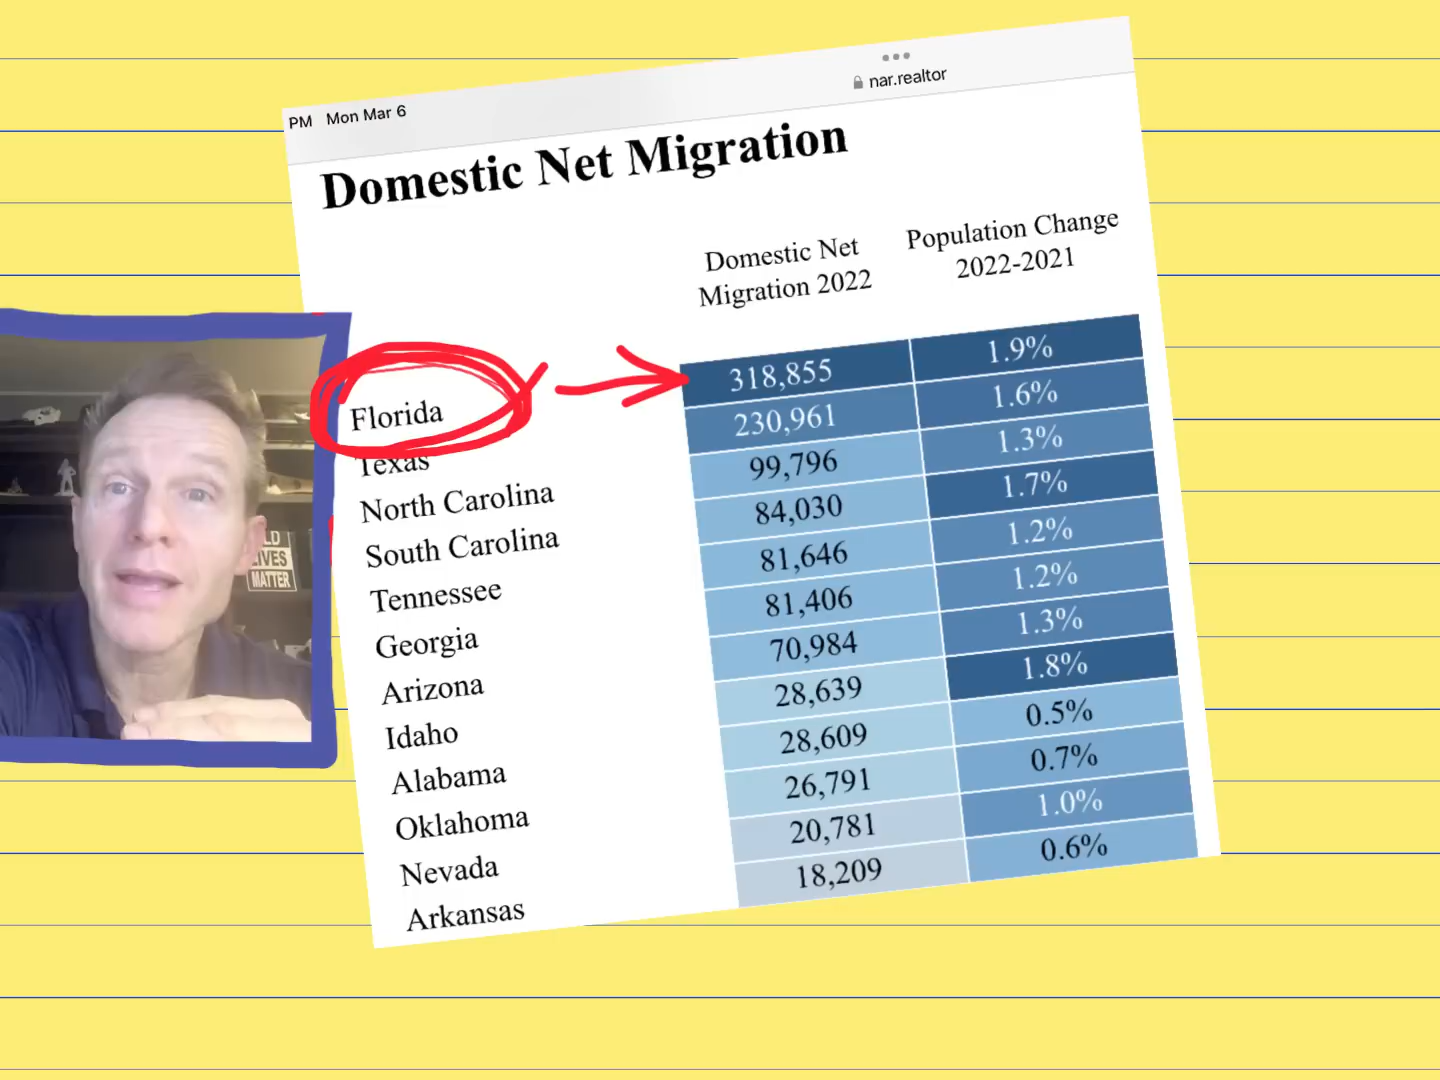 PM Mon Mar 6
nar.realtor
Domestic Net Migration
Domestic Net Migration 2022
Population Change 2022-2021
Florida 318,855 1.9%
Texas 230,961 1.6%
North Carolina 99,796 1.3%
South Carolina 84,030 1.7%
Tennessee 81,646 1.2%
Georgia 81,406 1.2%
Arizona 70,984 1.3%
Idaho 28,639 1.8%
Alabama 28,609 0.5%
Oklahoma 26,791 0.7%
Nevada 20,781 1.0%
Arkansas 18,209 0.6%
LIVES
MATTER